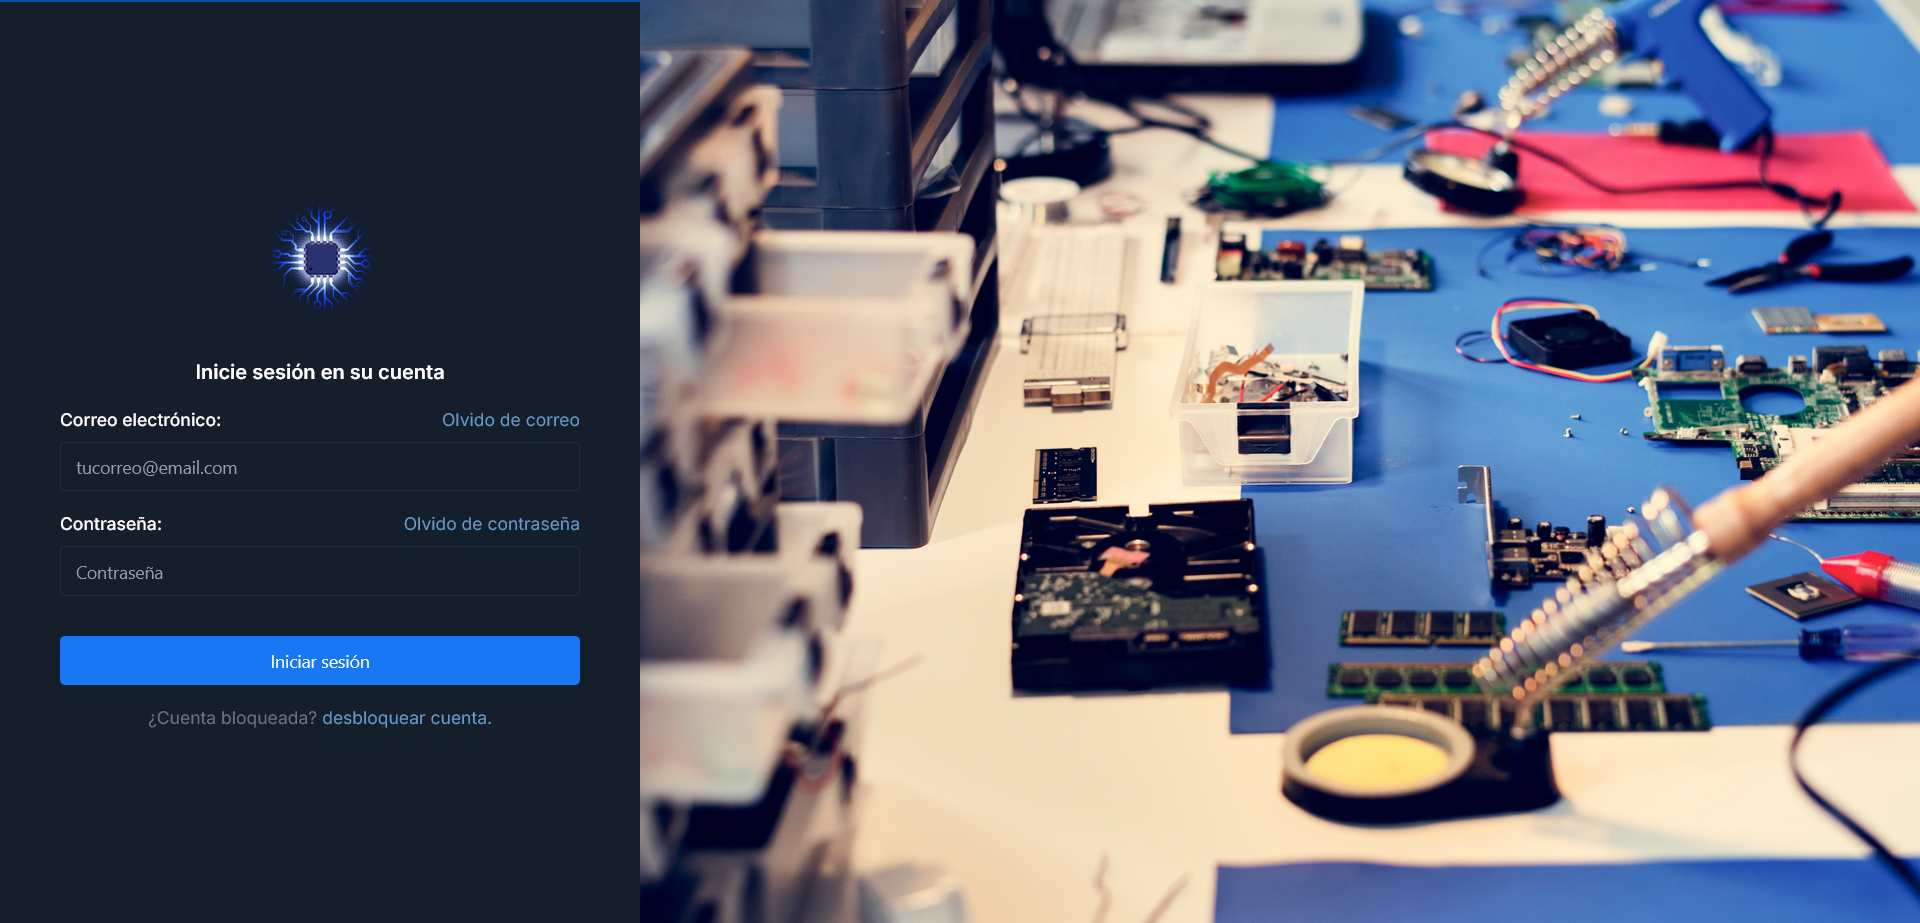 Inicie sesión en su cuenta
Correo electrónico: Olvido de correo
tucorreo@email.com
Contraseña: Olvido de contraseña
Contraseña
Iniciar sesión
¿Cuenta bloqueada? desbloquear cuenta.